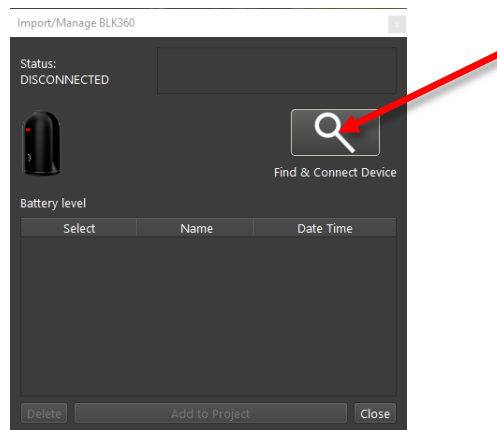 Import/Manage BLK360
x
Status:
DISCONNECTED
Find & Connect Device
Battery level
Select Name Date Time
Delete Add to Project Close